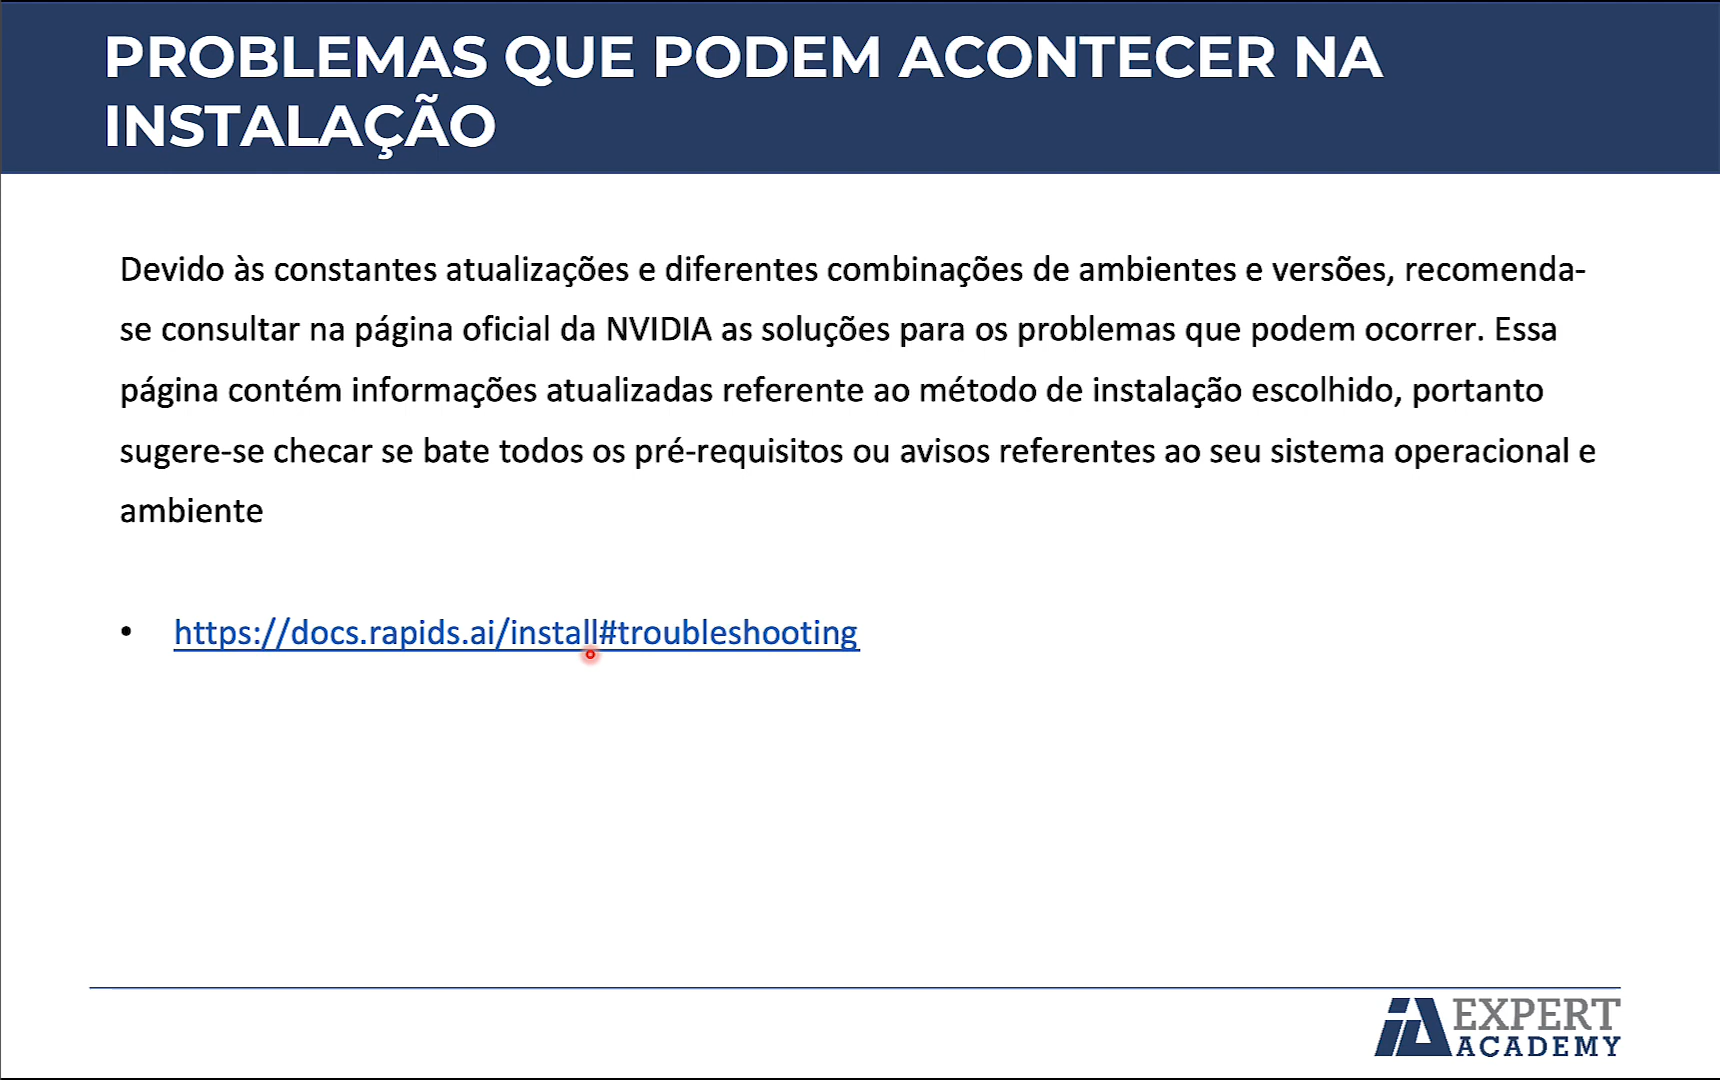 PROBLEMAS QUE PODEM ACONTECER NA
INSTALAÇÃO
Devido às constantes atualizações e diferentes combinações de ambientes e versões, recomenda-
se consultar na página oficial da NVIDIA as soluções para os problemas que podem ocorrer. Essa
página contém informações atualizadas referente ao método de instalação escolhido, portanto
sugere-se checar se bate todos os pré-requisitos ou avisos referentes ao seu sistema operacional e
ambiente
• https://docs.rapids.ai/install#troubleshooting
IA EXPERT
ACADEMY